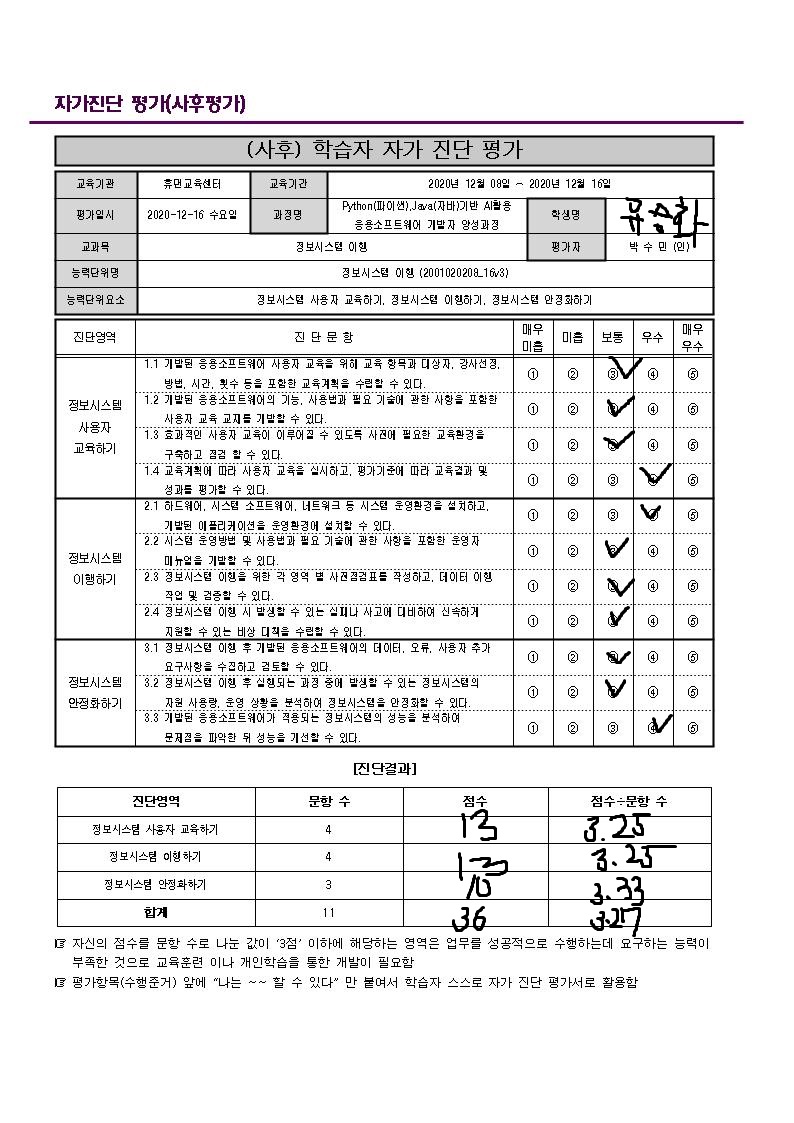 자가진단 평가(사후평가)
(사후) 학습자 자가 진단 평가
교육기관 휴먼교육센터 교육기간 2020년 12월 08일 ~ 2020년 12월 16일
평가일시 2020-12-16 수요일 과정명 Python(파이썬),Java(자바)기반 AI활용 응용소프트웨어 개발자 양성과정 학생명 유승화
교과목 정보시스템 이행 평가자 박 수 민 (인)
능력단위명 정보시스템 이행 (2001020208_16v3)
능력단위요소 정보시스템 사용자 교육하기, 정보시스템 이행하기, 정보시스템 안정화하기
진단영역 진 단 문 항 매우 미흡 미흡 보통 우수 매우 우수
정보시스템 사용자 교육하기
1.1 개발된 응용소프트웨어 사용자 교육을 위해 교육 항목과 대상자, 강사선정,
방법, 시간, 횟수 등을 포함한 교육계획을 수립할 수 있다. ① ② ③ ④ ⑤
1.2 개발된 응용소프트웨어의 기능, 사용법과 필요 기술에 관한 사항을 포함한
사용자 교육 교재를 개발할 수 있다. ① ② ③ ④ ⑤
1.3 효과적인 사용자 교육이 이루어질 수 있도록 사전에 필요한 교육환경을
구축하고 점검 할 수 있다. ① ② ③ ④ ⑤
1.4 교육계획에 따라 사용자 교육을 실시하고, 평가기준에 따라 교육결과 및
성과를 평가할 수 있다. ① ② ③ ④ ⑤
정보시스템 이행하기
2.1 하드웨어, 시스템 소프트웨어, 네트워크 등 시스템 운영환경을 설치하고,
개발된 애플리케이션을 운영환경에 설치할 수 있다. ① ② ③ ④ ⑤
2.2 시스템 운영방법 및 사용법과 필요 기술에 관한 사항을 포함한 운영자
매뉴얼을 개발할 수 있다. ① ② ③ ④ ⑤
2.3 정보시스템 이행을 위한 각 영역 별 사전점검표를 작성하고, 데이터 이행
작업 및 검증할 수 있다. ① ② ③ ④ ⑤
2.4 정보시스템 이행 시 발생할 수 있는 실패나 사고에 대비하여 신속하게
지원할 수 있는 비상 대책을 수립할 수 있다. ① ② ③ ④ ⑤
정보시스템 안정화하기
3.1 정보시스템 이행 후 개발된 응용소프트웨어의 데이터, 오류, 사용자 추가
요구사항을 수집하고 검토할 수 있다. ① ② ③ ④ ⑤
3.2 정보시스템 이행 후 실행되는 과정 중에 발생할 수 있는 정보시스템의
자원 사용량, 운영 상황을 분석하여 정보시스템을 안정화할 수 있다. ① ② ③ ④ ⑤
3.3 개발된 응용소프트웨어가 적용되는 정보시스템의 성능을 분석하여
문제점을 파악한 뒤 성능을 개선할 수 있다. ① ② ③ ④ ⑤
[진단결과]
진단영역 문항 수 점수 점수÷문항 수
정보시스템 사용자 교육하기 4 13 3.25
정보시스템 이행하기 4 13 3.25
정보시스템 안정화하기 3 10 3.33
합계 11 36 3.27
☞ 자신의 점수를 문항 수로 나눈 값이 '3점' 이하에 해당하는 영역은 업무를 성공적으로 수행하는데 요구하는 능력이
부족한 것으로 교육훈련 이나 개인학습을 통한 개발이 필요함
☞ 평가항목(수행준거) 앞에 “나는 ~~ 할 수 있다” 만 붙여서 학습자 스스로 자가 진단 평가서로 활용함